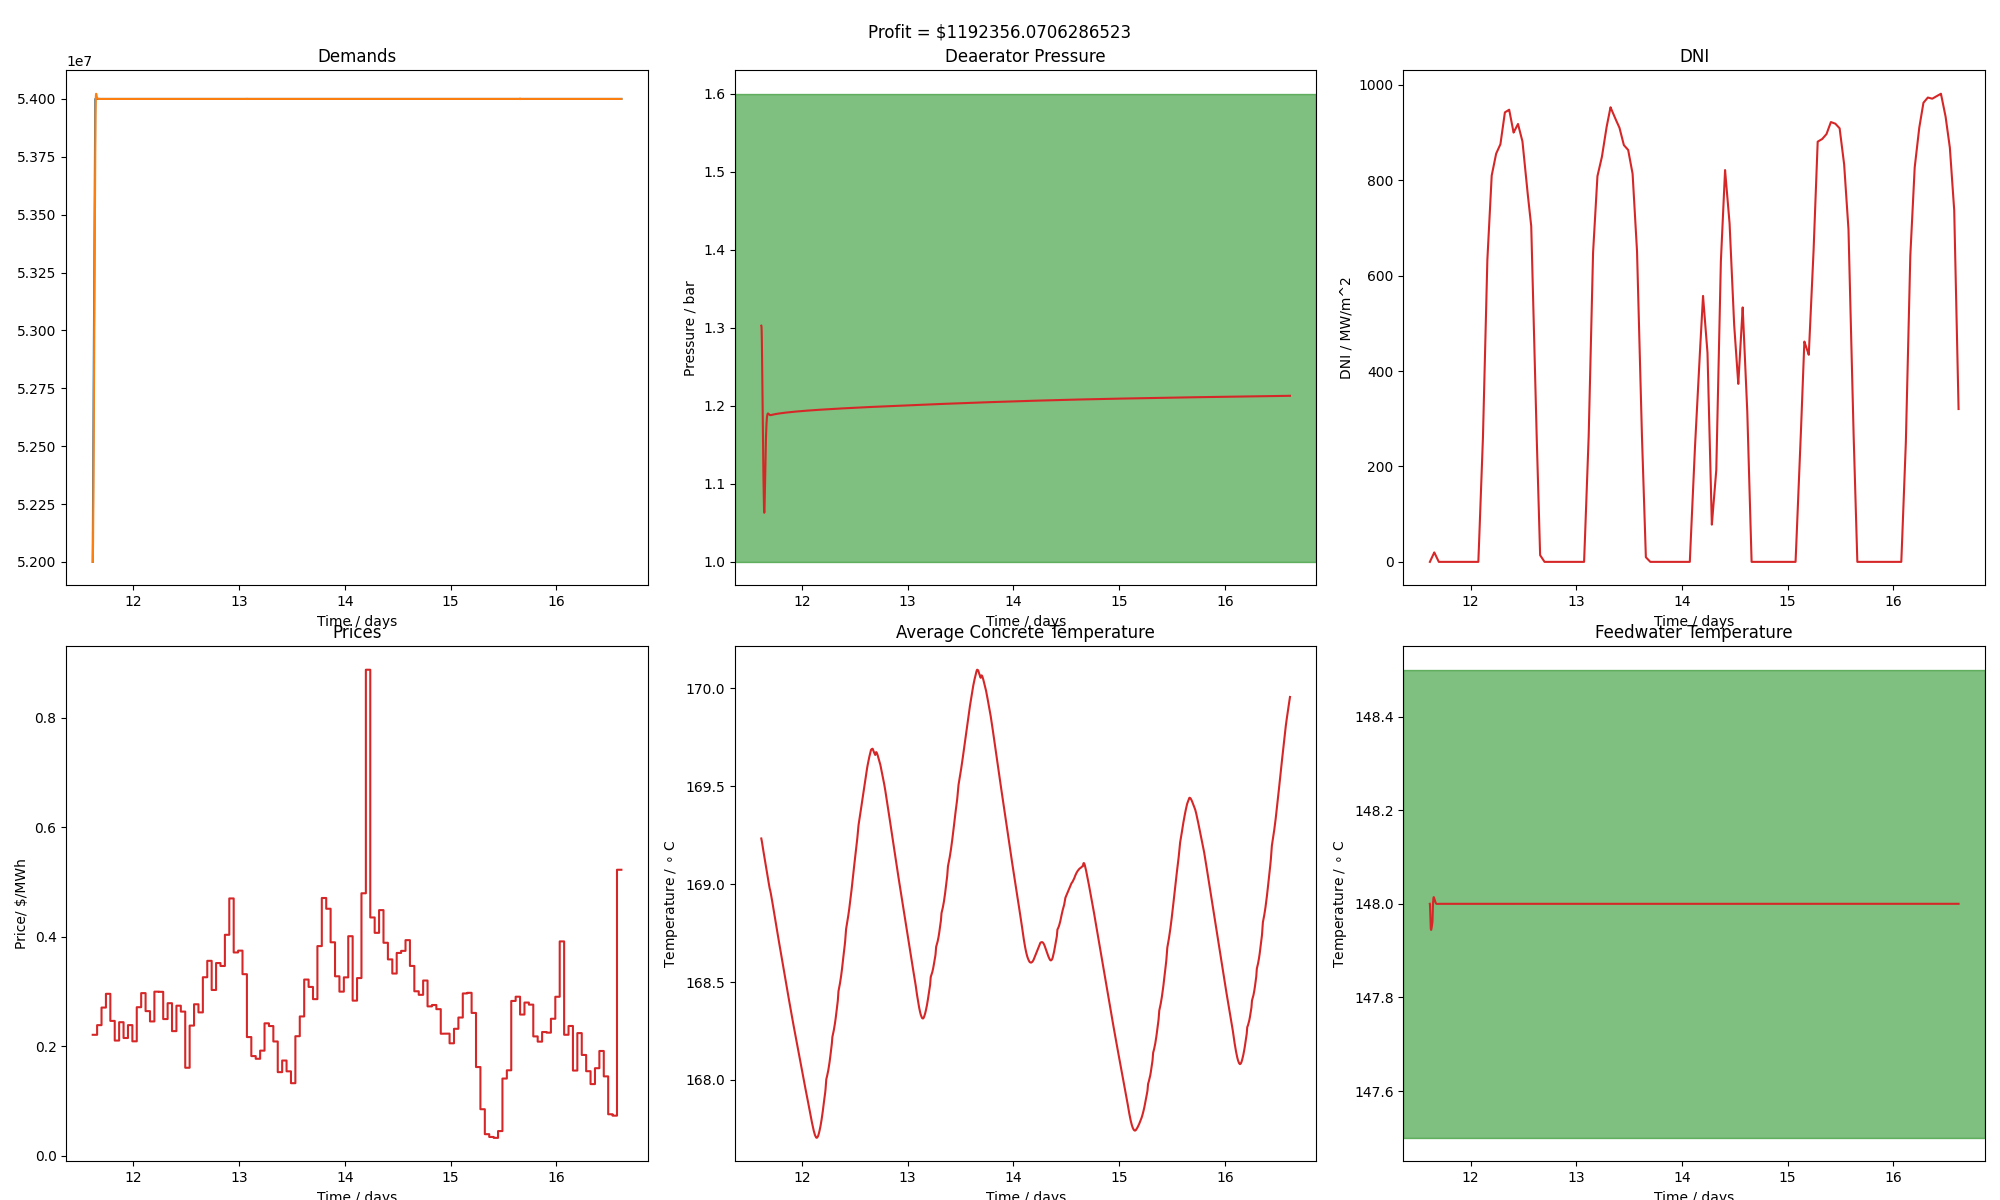 Profit = $1192356.0706286523
Demands
1e7
5.400
5.375
5.350
5.325
5.300
5.275
5.250
5.225
5.200
12 13 14 15 16
Time / days
Deaerator Pressure
Pressure / bar
1.6
1.5
1.4
1.3
1.2
1.1
1.0
12 13 14 15 16
Time / days
DNI
DNI / MW/m^2
1000
800
600
400
200
0
12 13 14 15 16
Time / days
Prices
Price/ $/MWh
0.8
0.6
0.4
0.2
0.0
12 13 14 15 16
Time / days
Average Concrete Temperature
Temperature / ∘ C
170.0
169.5
169.0
168.5
168.0
12 13 14 15 16
Time / days
Feedwater Temperature
Temperature / ∘ C
148.4
148.2
148.0
147.8
147.6
12 13 14 15 16
Time / days